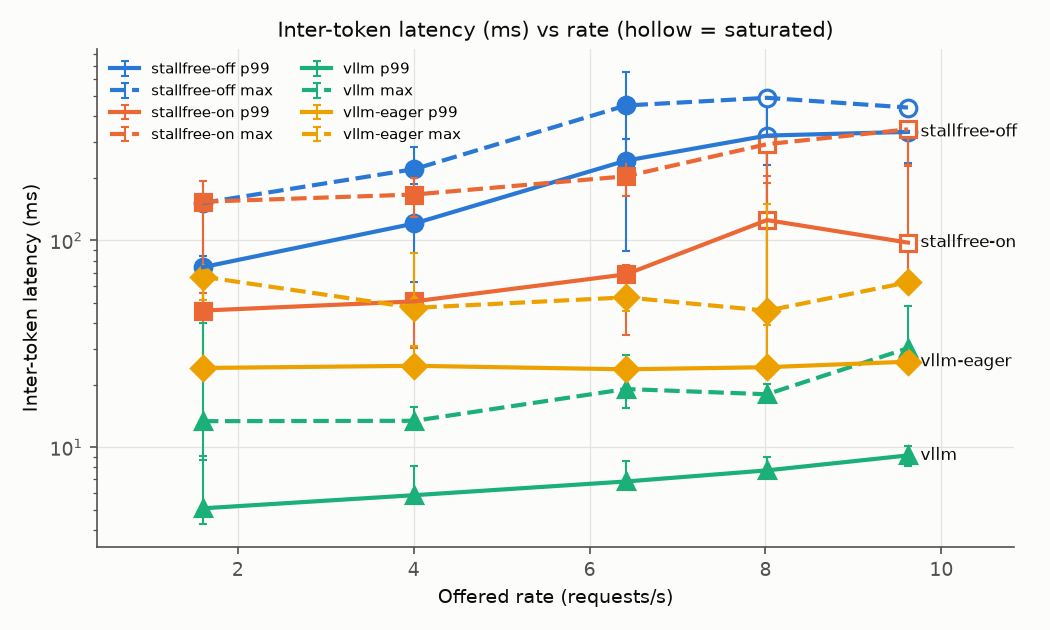 Inter-token latency (ms) vs rate (hollow = saturated)
stallfree-off p99
stallfree-off max
stallfree-on p99
stallfree-on max
vllm p99
vllm max
vllm-eager p99
vllm-eager max
Inter-token latency (ms)
10²
10¹
stallfree-off
stallfree-on
vllm-eager
vllm
2 4 6 8 10
Offered rate (requests/s)